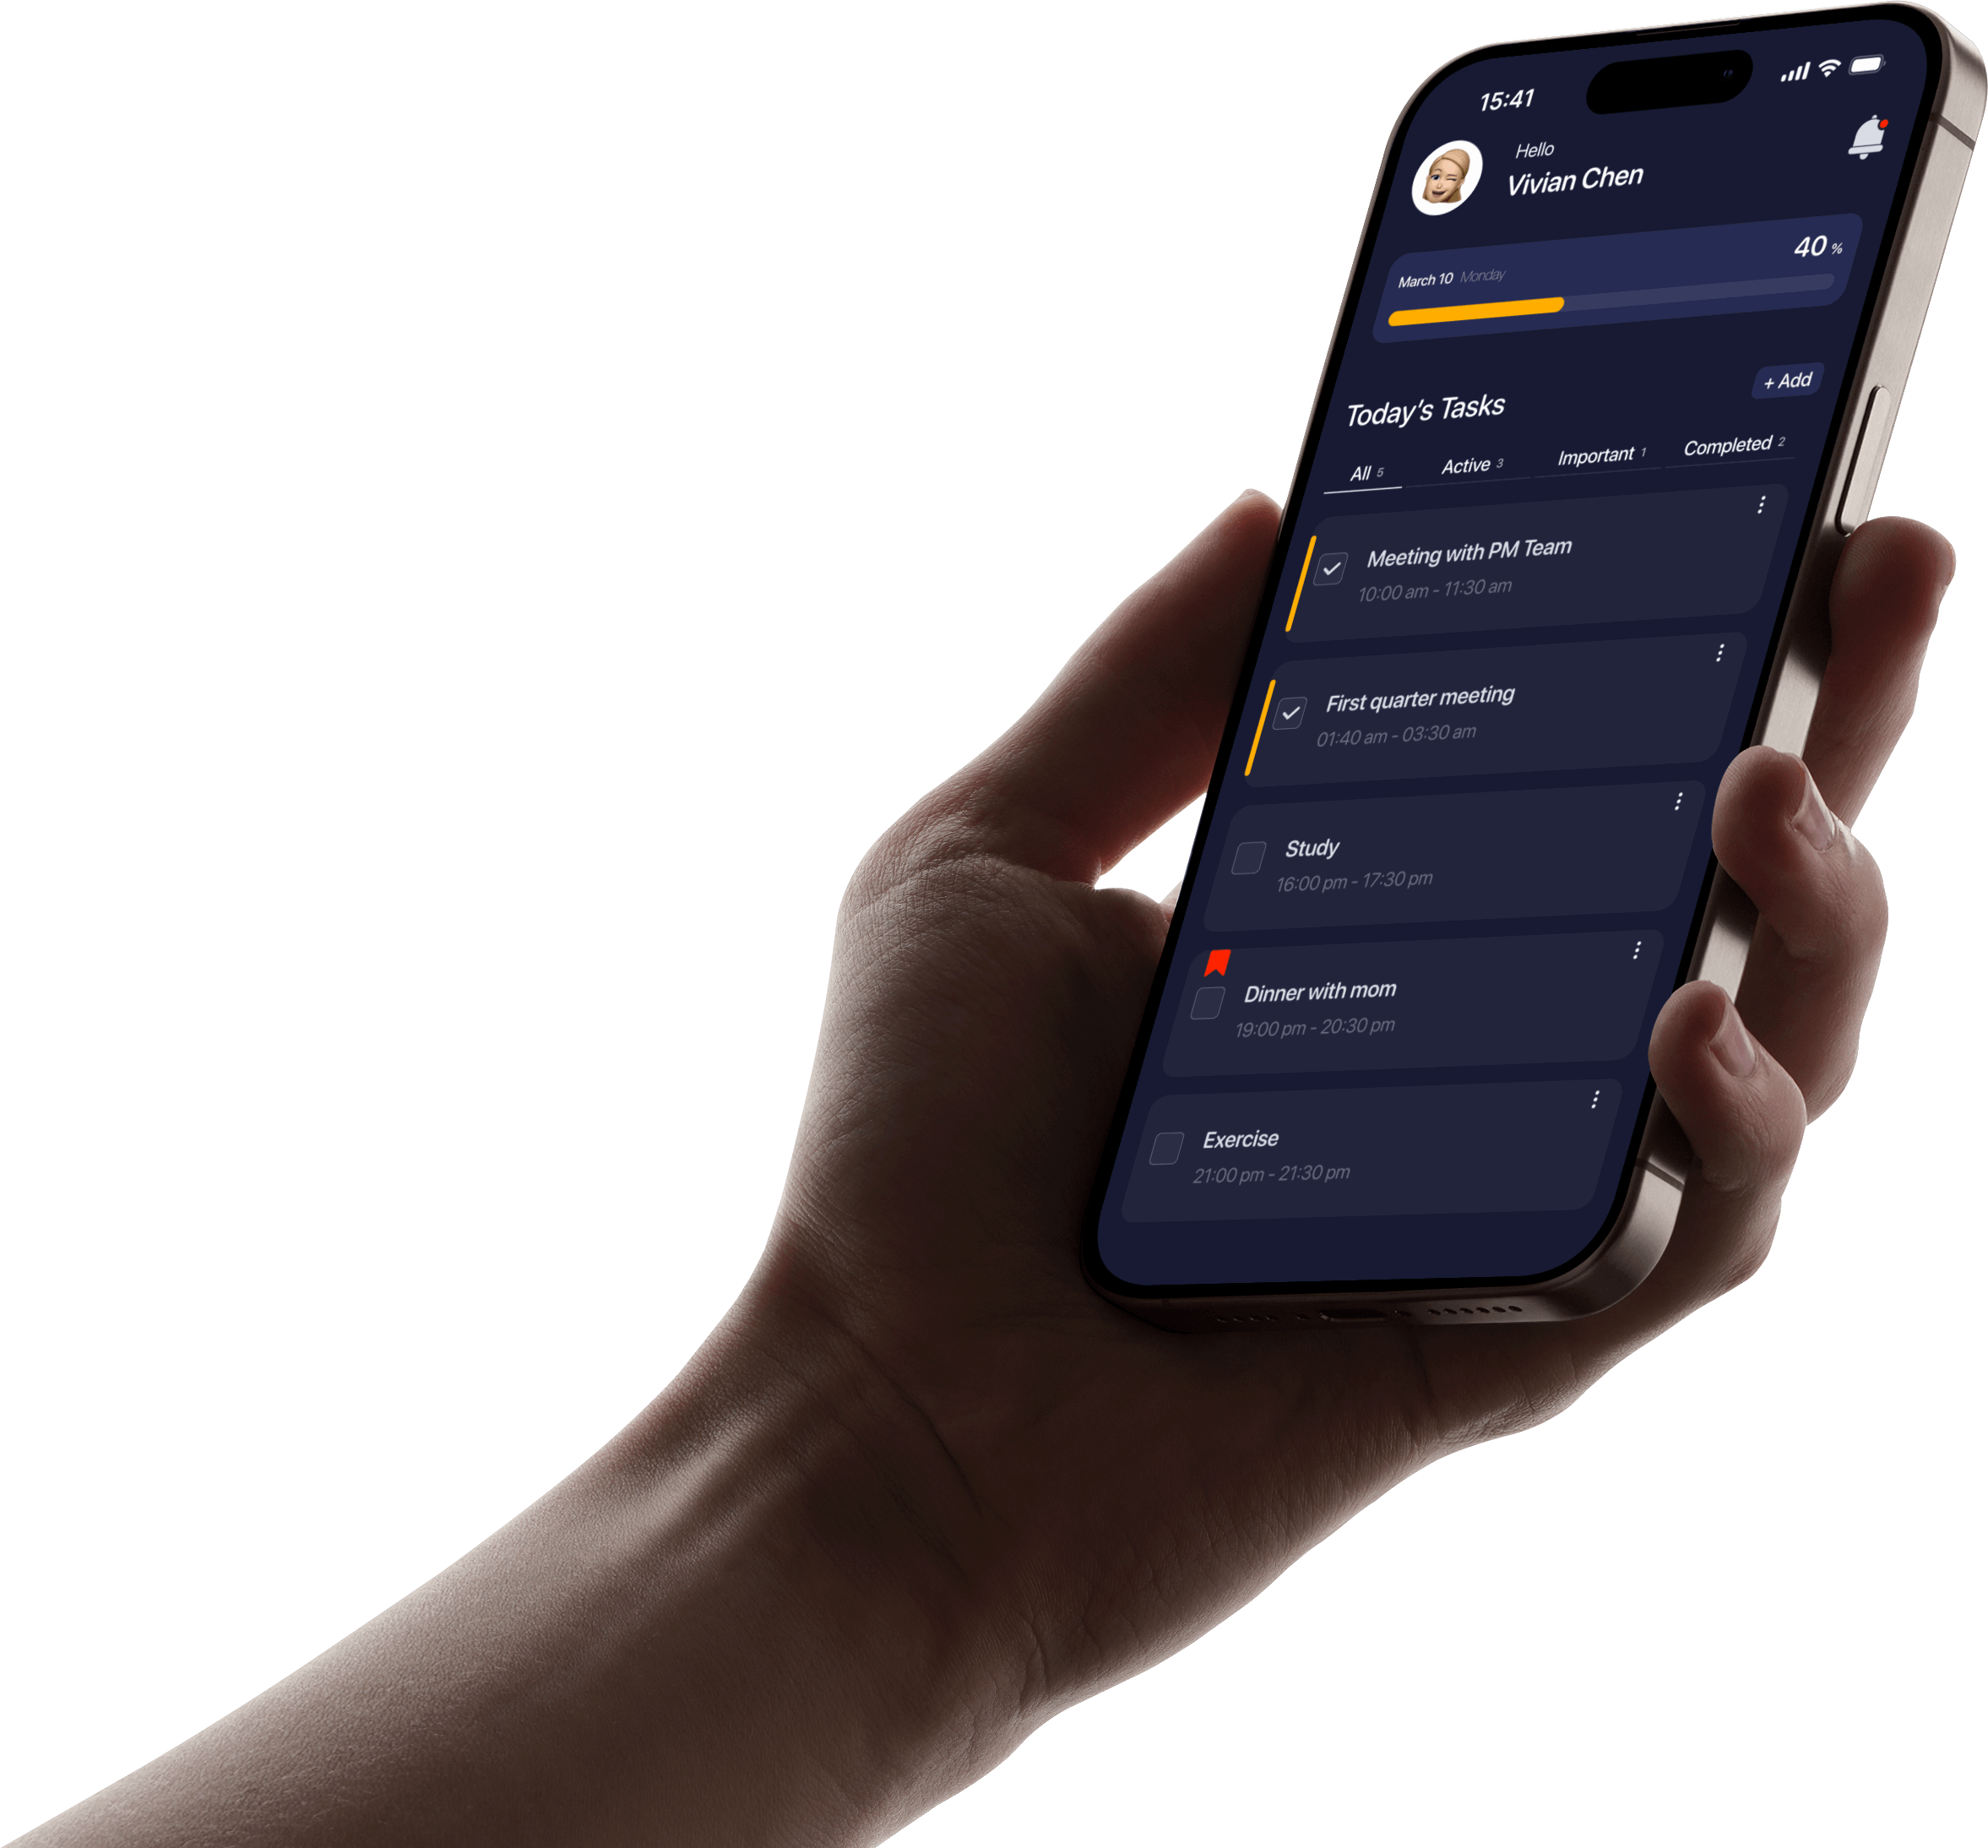 15:41
Hello
Vivian Chen
40 %
March 10 Monday
+ Add
Today's Tasks
All 5 Active 3 Important 1 Completed 2
Meeting with PM Team
10:00 am - 11:30 am
First quarter meeting
01:40 am - 03:30 am
Study
16:00 pm - 17:30 pm
Dinner with mom
19:00 pm - 20:30 pm
Exercise
21:00 pm - 21:30 pm